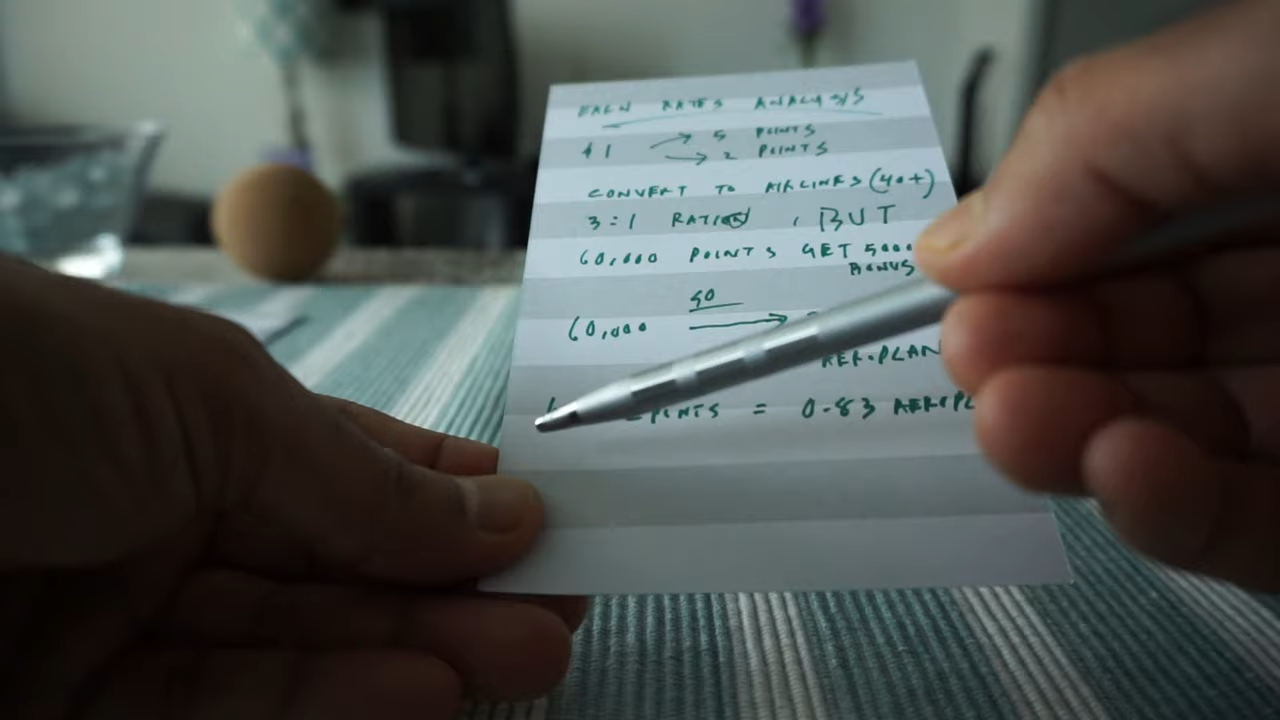 EARN RATES ANALYSIS
$1 → 5 POINTS
→ 2 POINTS
CONVERT TO AIRLINES (40+)
3:1 RATIO , BUT
60,000 POINTS GET 5000
BONUS
60,000 →
AEROPLAN
POINTS = 0.83 AEROPL